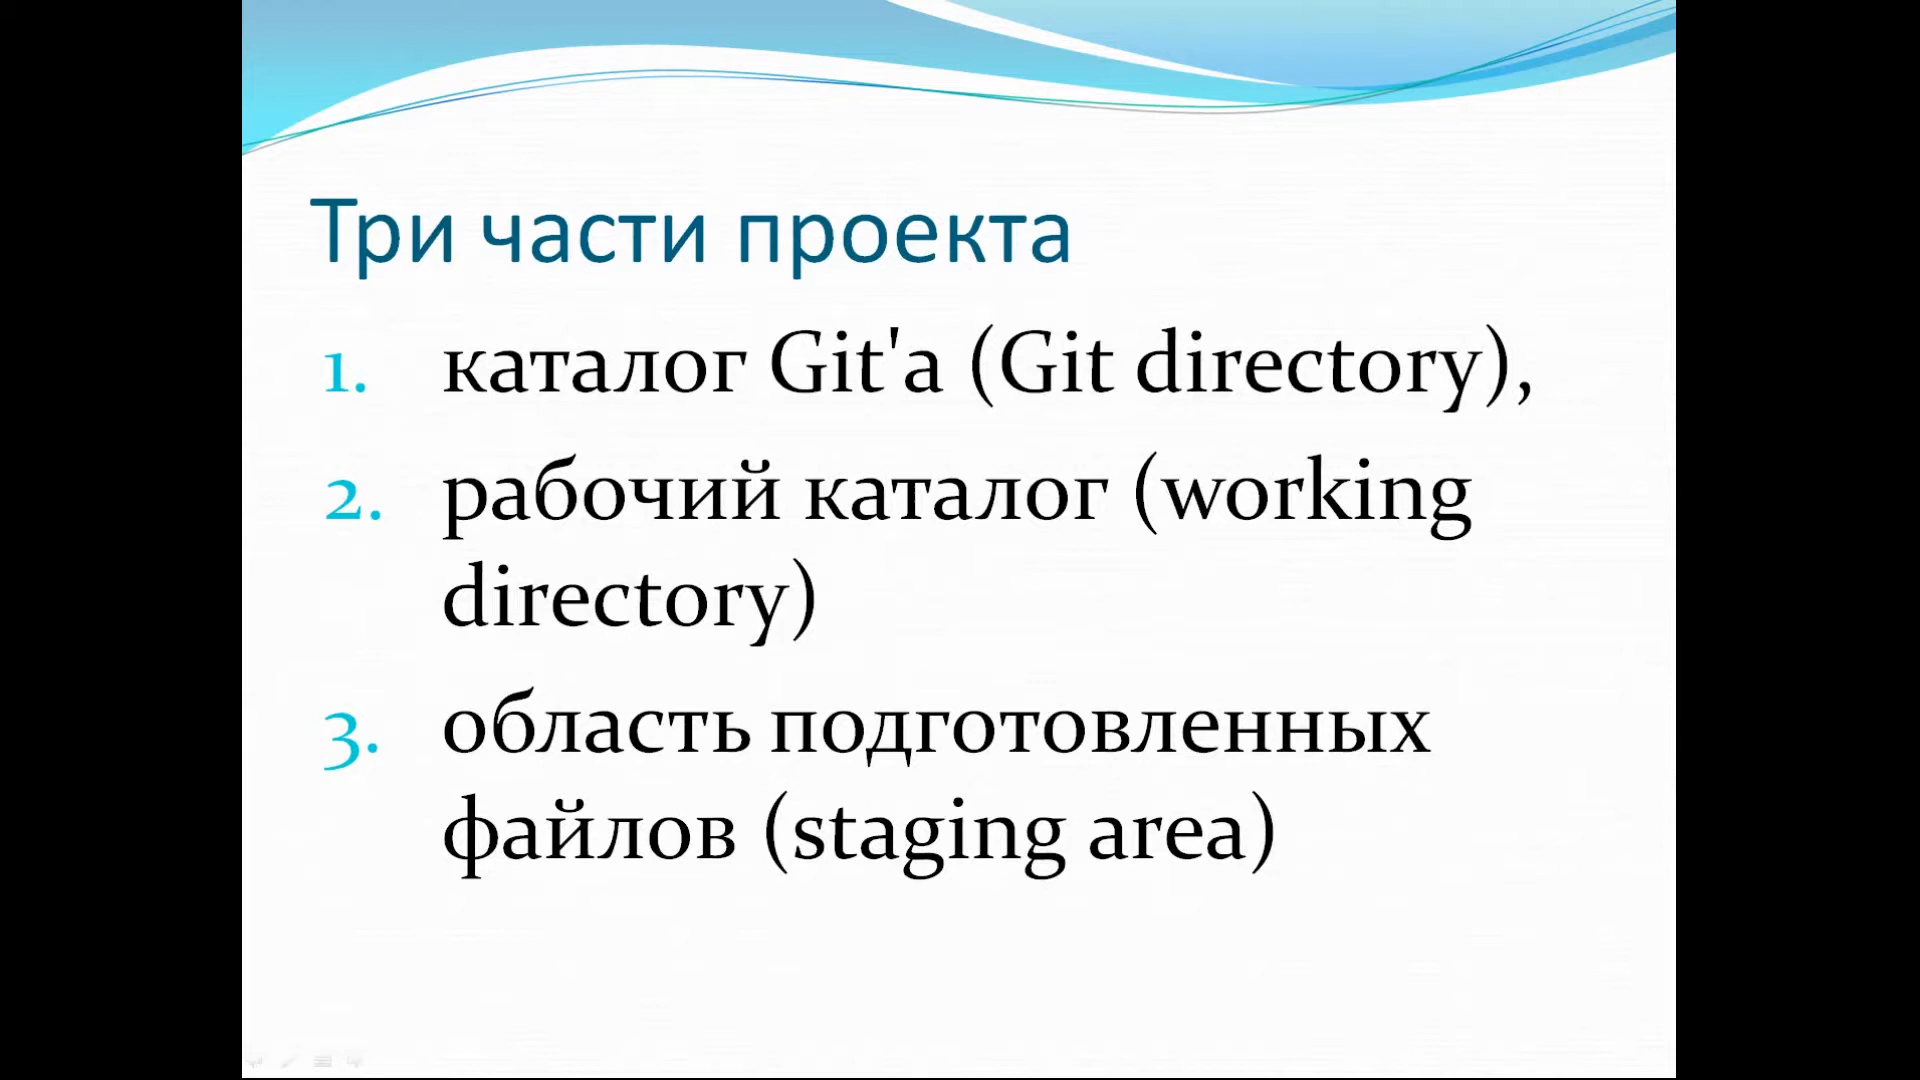 Три части проекта
1. каталог Git'а (Git directory),
2. рабочий каталог (working
directory)
3. область подготовленных
файлов (staging area)